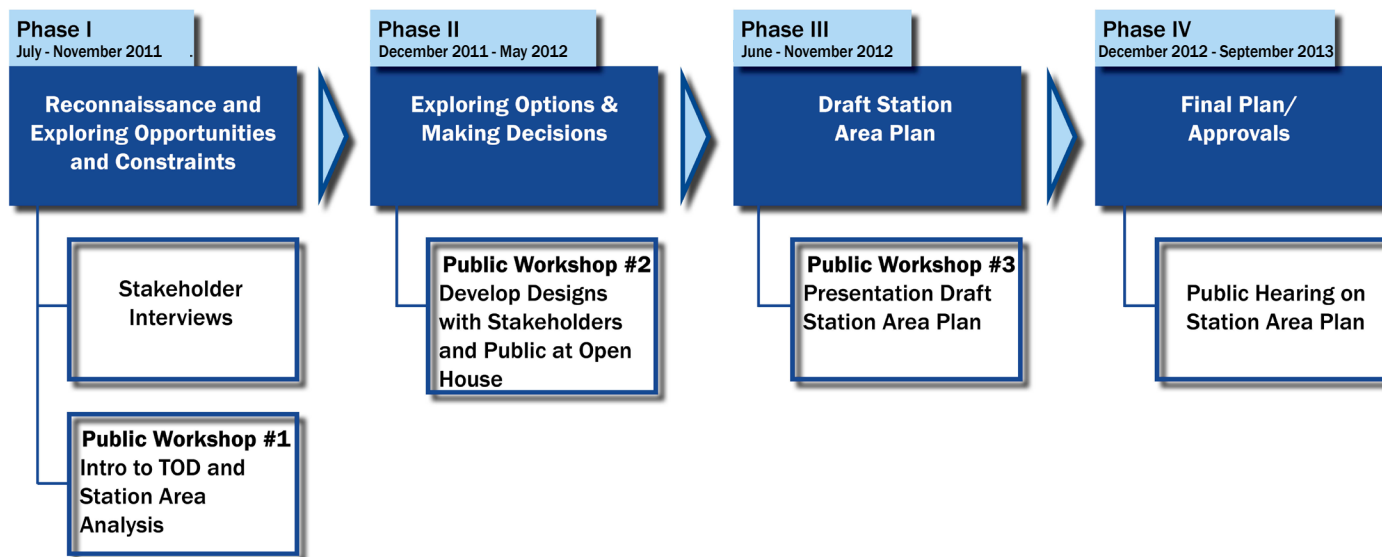 Phase I
July - November 2011 .
Reconnaissance and
Exploring Opportunities
and Constraints
Stakeholder
Interviews
Public Workshop #1
Intro to TOD and
Station Area
Analysis
Phase II
December 2011 - May 2012
Exploring Options &
Making Decisions
Public Workshop #2
Develop Designs
with Stakeholders
and Public at Open
House
Phase III
June - November 2012
Draft Station
Area Plan
Public Workshop #3
Presentation Draft
Station Area Plan
Phase IV
December 2012 - September 2013
Final Plan/
Approvals
Public Hearing on
Station Area Plan